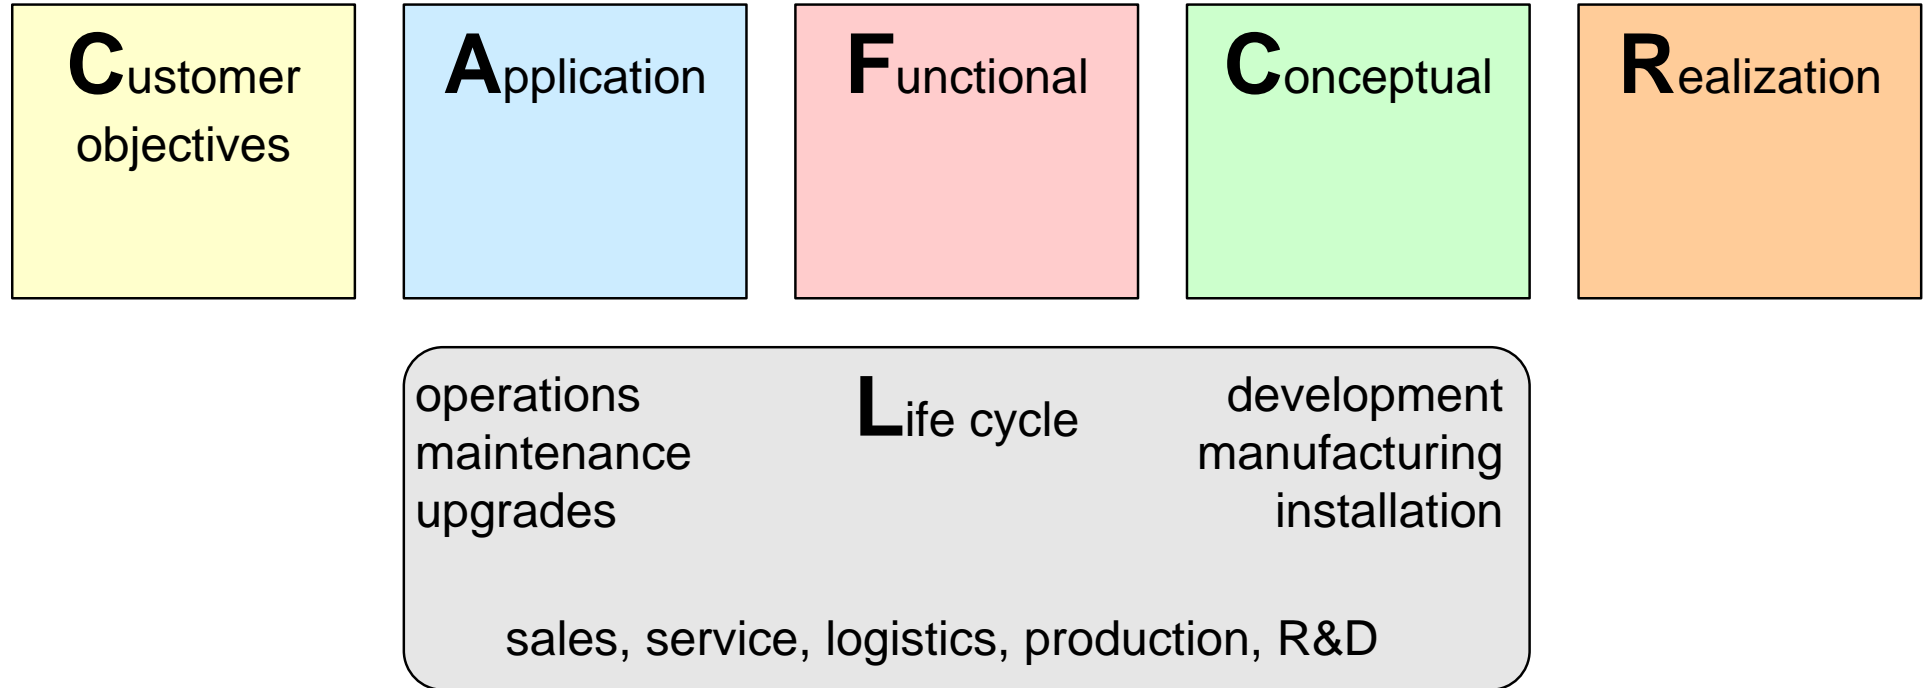 Customer
objectives
Application
Functional
Conceptual
Realization
operations
maintenance
upgrades
Life cycle
development
manufacturing
installation
sales, service, logistics, production, R&D